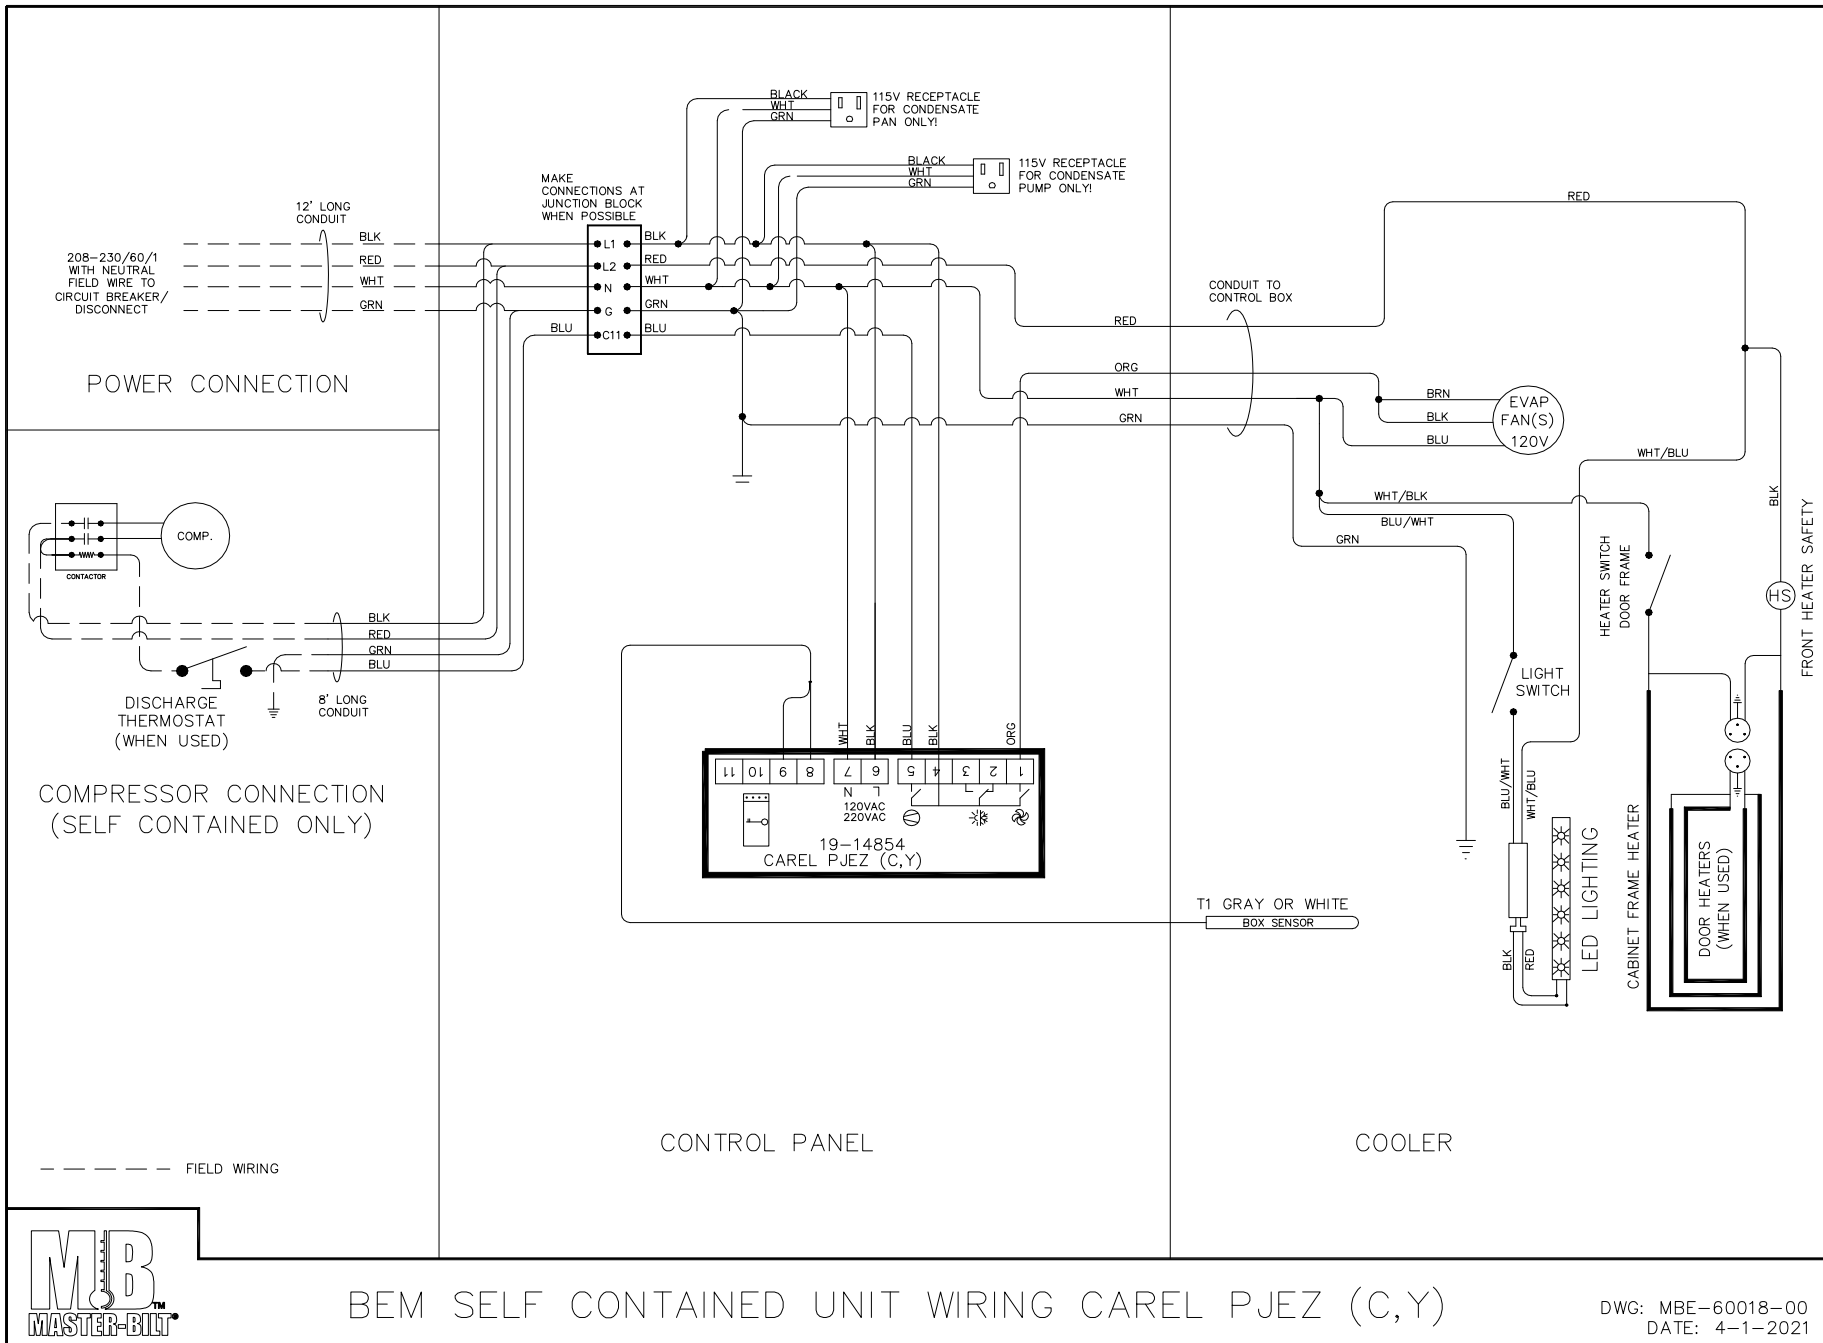 BLACK
WHT
GRN
115V RECEPTACLE
FOR CONDENSATE
PAN ONLY!
BLACK
WHT
GRN
115V RECEPTACLE
FOR CONDENSATE
PUMP ONLY!
MAKE
CONNECTIONS AT
JUNCTION BLOCK
WHEN POSSIBLE
12' LONG
CONDUIT
208-230/60/1
WITH NEUTRAL
FIELD WIRE TO
CIRCUIT BREAKER/
DISCONNECT
BLK
RED
WHT
GRN
BLU
L1
L2
N
G
C11
BLK
RED
WHT
GRN
BLU
POWER CONNECTION
RED
CONDUIT TO
CONTROL BOX
RED
ORG
WHT
GRN
BRN
BLK
BLU
EVAP
FAN(S)
120V
WHT/BLU
WHT/BLK
BLU/WHT
GRN
BLK
HEATER SWITCH
DOOR FRAME
HS
FRONT HEATER SAFETY
LIGHT
SWITCH
COMP.
CONTACTOR
BLK
RED
GRN
BLU
8' LONG
CONDUIT
DISCHARGE
THERMOSTAT
(WHEN USED)
COMPRESSOR CONNECTION
(SELF CONTAINED ONLY)
WHT
BLK
BLU
BLK
ORG
11 10 9 8 7 6 5 4 3 2 1
N L
120VAC
220VAC
19-14854
CAREL PJEZ (C,Y)
T1 GRAY OR WHITE
BOX SENSOR
BLU/WHT
WHT/BLU
BLK
RED
LED LIGHTING
CABINET FRAME HEATER
DOOR HEATERS
(WHEN USED)
CONTROL PANEL
COOLER
FIELD WIRING
MB™
MASTER-BILT®
BEM SELF CONTAINED UNIT WIRING CAREL PJEZ (C,Y)
DWG: MBE-60018-00
DATE: 4-1-2021